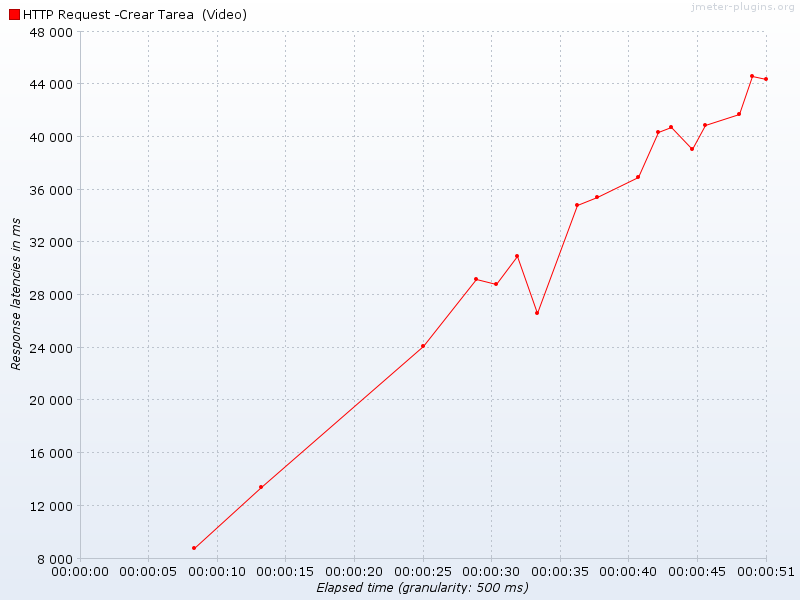 jmeter-plugins.org
HTTP Request -Crear Tarea (Video)
48 000
44 000
40 000
36 000
32 000
28 000
24 000
20 000
16 000
12 000
8 000
Response latencies in ms
00:00:00 00:00:05 00:00:10 00:00:15 00:00:20 00:00:25 00:00:30 00:00:35 00:00:40 00:00:45 00:00:51
Elapsed time (granularity: 500 ms)